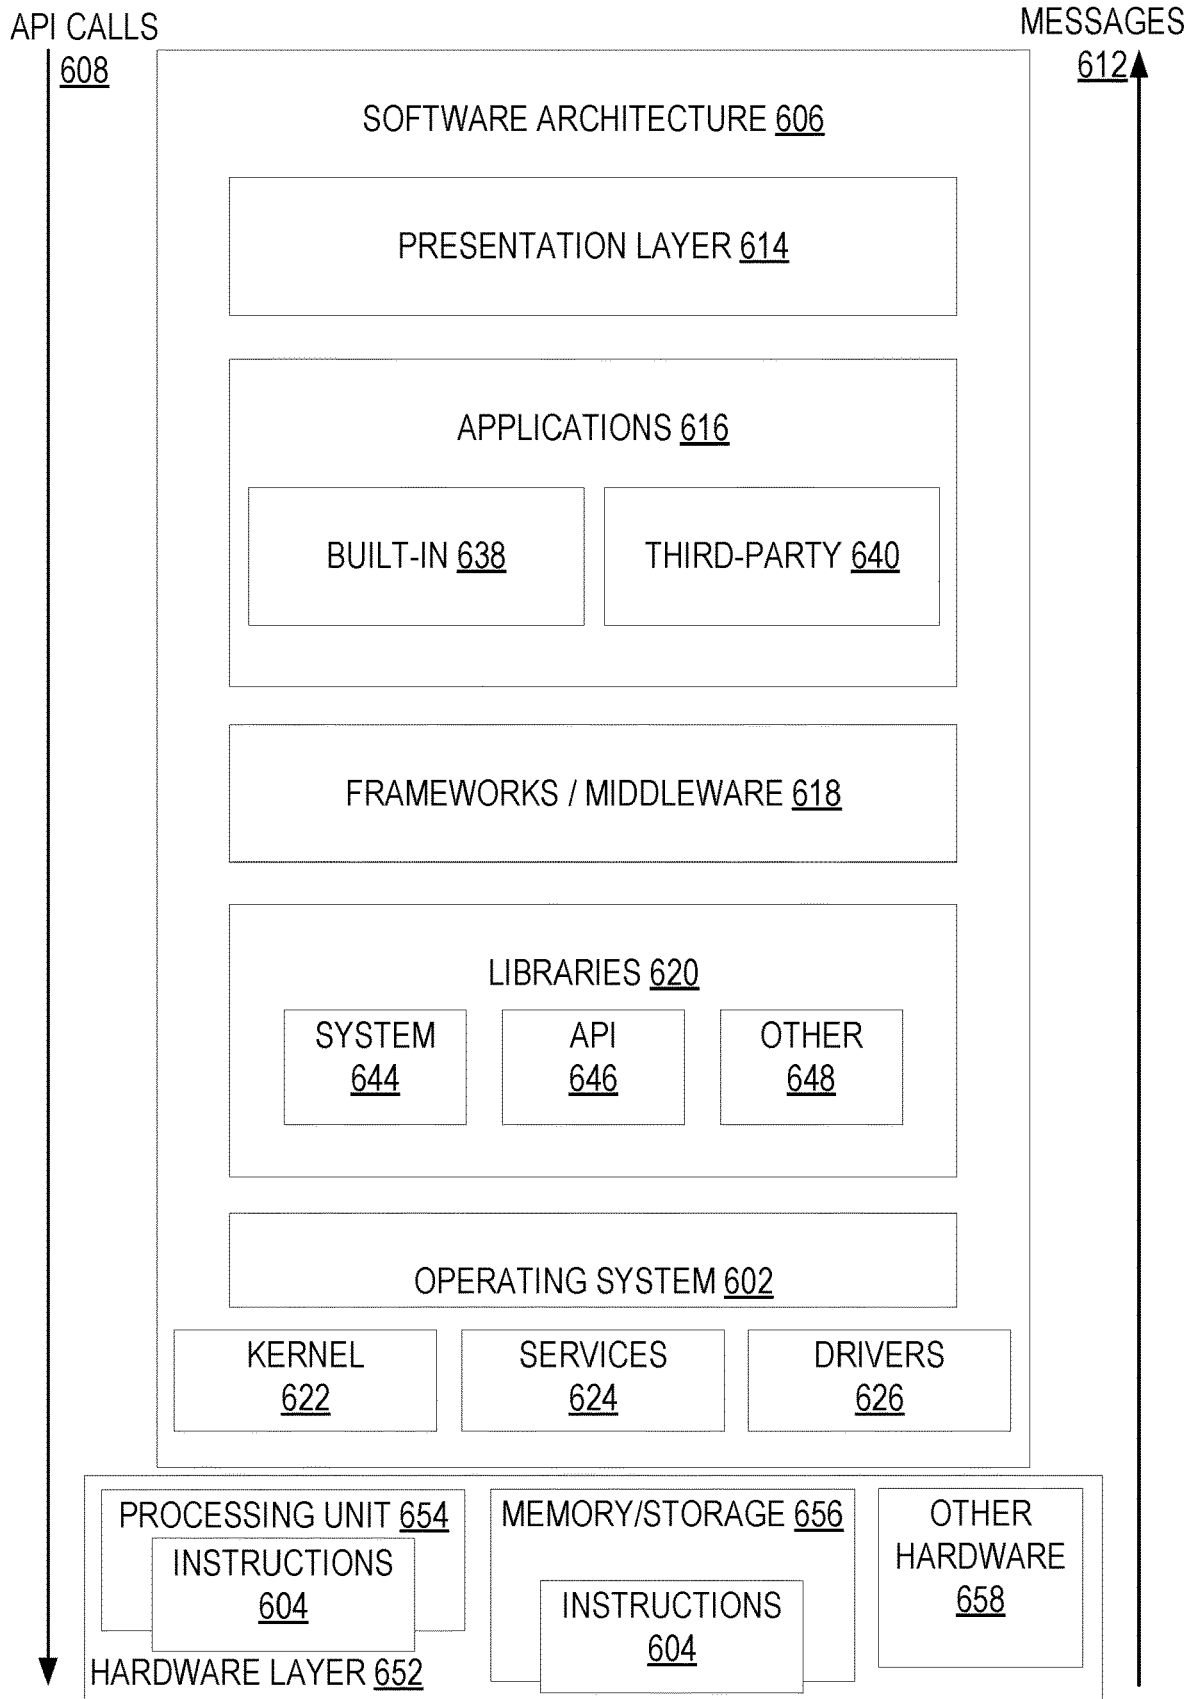 API CALLS
608
MESSAGES
612
SOFTWARE ARCHITECTURE 606
PRESENTATION LAYER 614
APPLICATIONS 616
BUILT-IN 638
THIRD-PARTY 640
FRAMEWORKS / MIDDLEWARE 618
LIBRARIES 620
SYSTEM
644
API
646
OTHER
648
OPERATING SYSTEM 602
KERNEL
622
SERVICES
624
DRIVERS
626
PROCESSING UNIT 654
INSTRUCTIONS
604
MEMORY/STORAGE 656
INSTRUCTIONS
604
OTHER
HARDWARE
658
HARDWARE LAYER 652